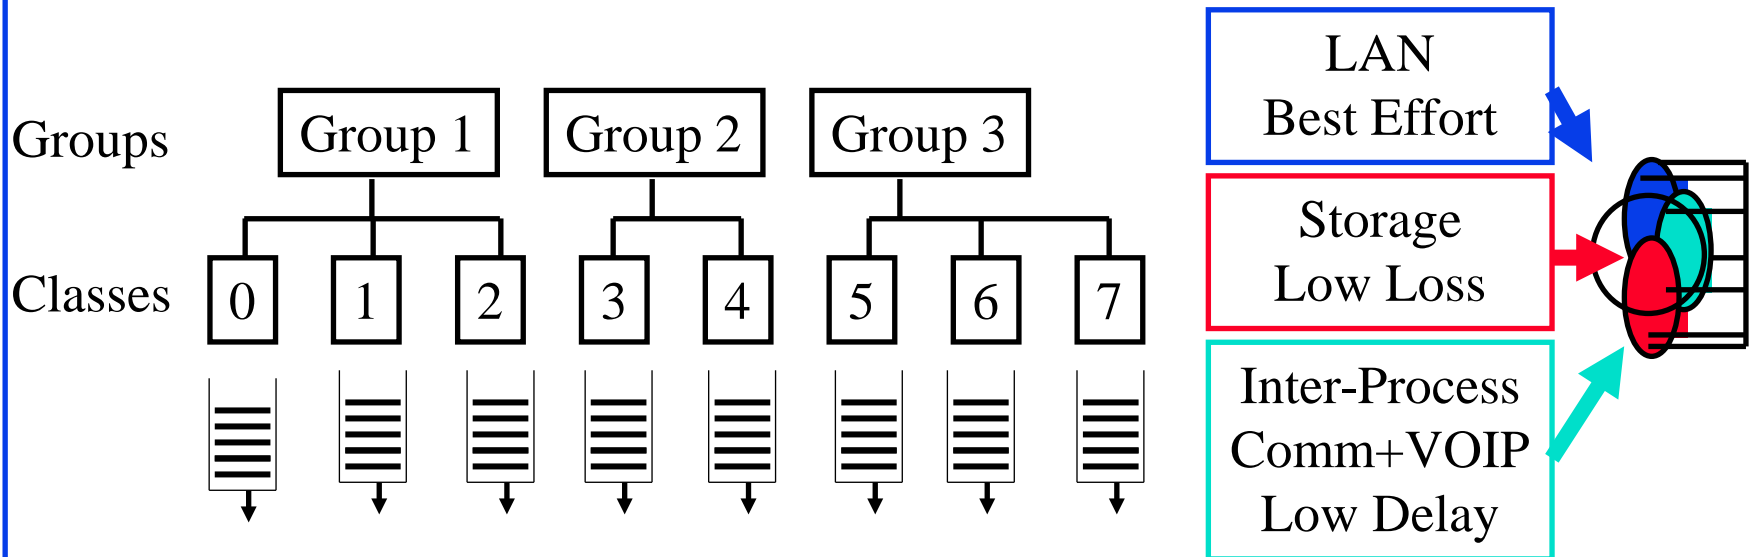 Groups
Group 1
Group 2
Group 3
Classes
0
1
2
3
4
5
6
7
LAN
Best Effort
Storage
Low Loss
Inter-Process
Comm+VOIP
Low Delay